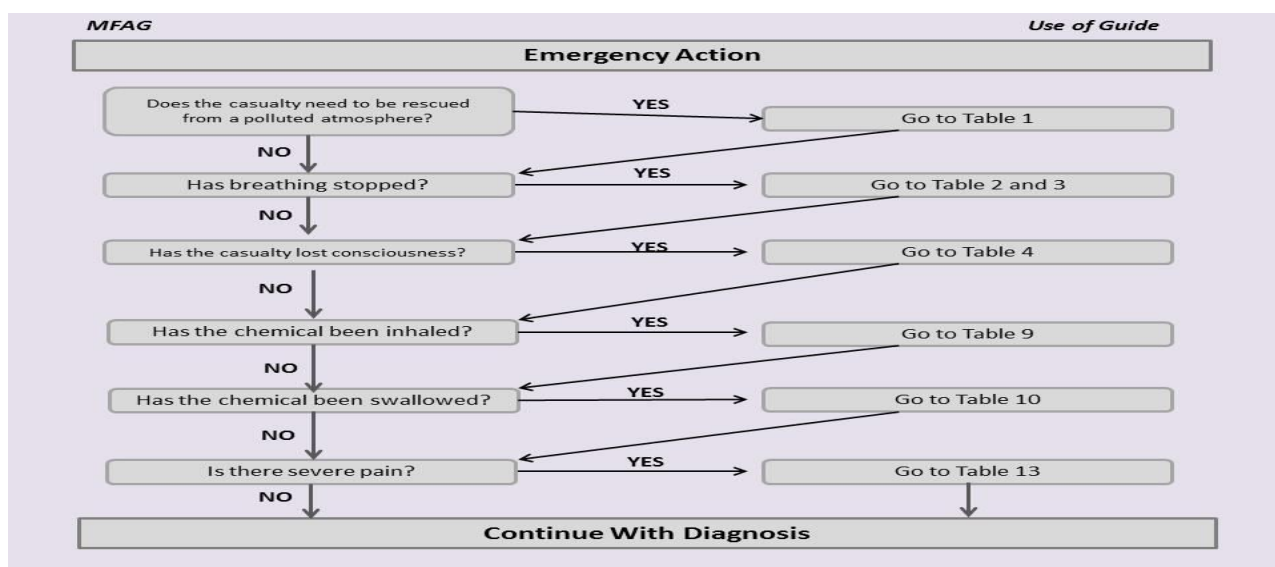 MFAG
Use of Guide
Emergency Action
Does the casualty need to be rescued
from a polluted atmosphere?
YES
Go to Table 1
NO
Has breathing stopped?
YES
Go to Table 2 and 3
NO
Has the casualty lost consciousness?
YES
Go to Table 4
NO
Has the chemical been inhaled?
YES
Go to Table 9
NO
Has the chemical been swallowed?
YES
Go to Table 10
NO
Is there severe pain?
YES
Go to Table 13
NO
Continue With Diagnosis